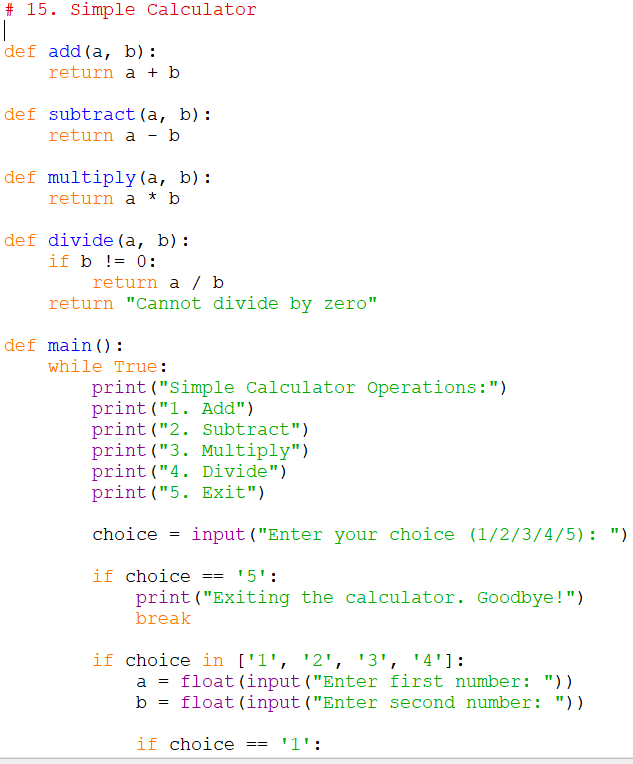 # 15. Simple Calculator
def add(a, b):
    return a + b
def subtract(a, b):
    return a - b
def multiply(a, b):
    return a * b
def divide(a, b):
    if b != 0:
        return a / b
    return "Cannot divide by zero"
def main():
    while True:
        print("Simple Calculator Operations:")
        print("1. Add")
        print("2. Subtract")
        print("3. Multiply")
        print("4. Divide")
        print("5. Exit")
        choice = input("Enter your choice (1/2/3/4/5): ")
        if choice == '5':
            print("Exiting the calculator. Goodbye!")
            break
        if choice in ['1', '2', '3', '4']:
            a = float(input("Enter first number: "))
            b = float(input("Enter second number: "))
            if choice == '1':